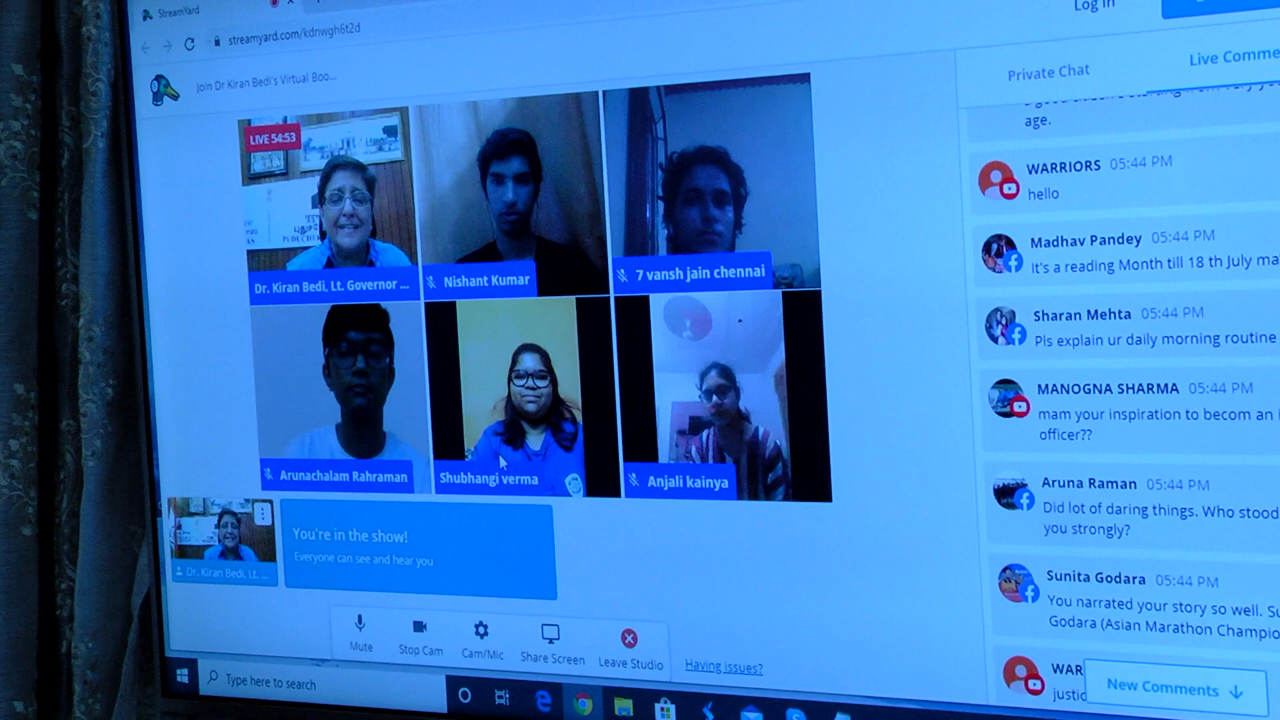 StreamYard
Log in
streamyard.com/kdnwgh6t2d
Join Dr Kiran Bedi's Virtual Boo...
Private Chat
Live Comme
age.
LIVE 54:53
WARRIORS 05:44 PM
hello
Madhav Pandey 05:44 PM
It's a reading Month till 18 th July ma
Sharan Mehta 05:44 PM
Pls explain ur daily morning routine
MANOGNA SHARMA 05:44 PM
mam your inspiration to becom an i
officer??
Aruna Raman 05:44 PM
Did lot of daring things. Who stood
you strongly?
Sunita Godara 05:44 PM
You narrated your story so well. Su
Godara (Asian Marathon Champio
WAR
justic
New Comments
Dr. Kiran Bedi, Lt. Governor ...
Nishant Kumar
7 vansh jain chennai
Arunachalam Rahraman
Shubhangi verma
Anjali kainya
Dr. Kiran Bedi, Lt. ...
You're in the show!
Everyone can see and hear you
Mute
Stop Cam
Cam/Mic
Share Screen
Leave Studio
Having issues?
Type here to search